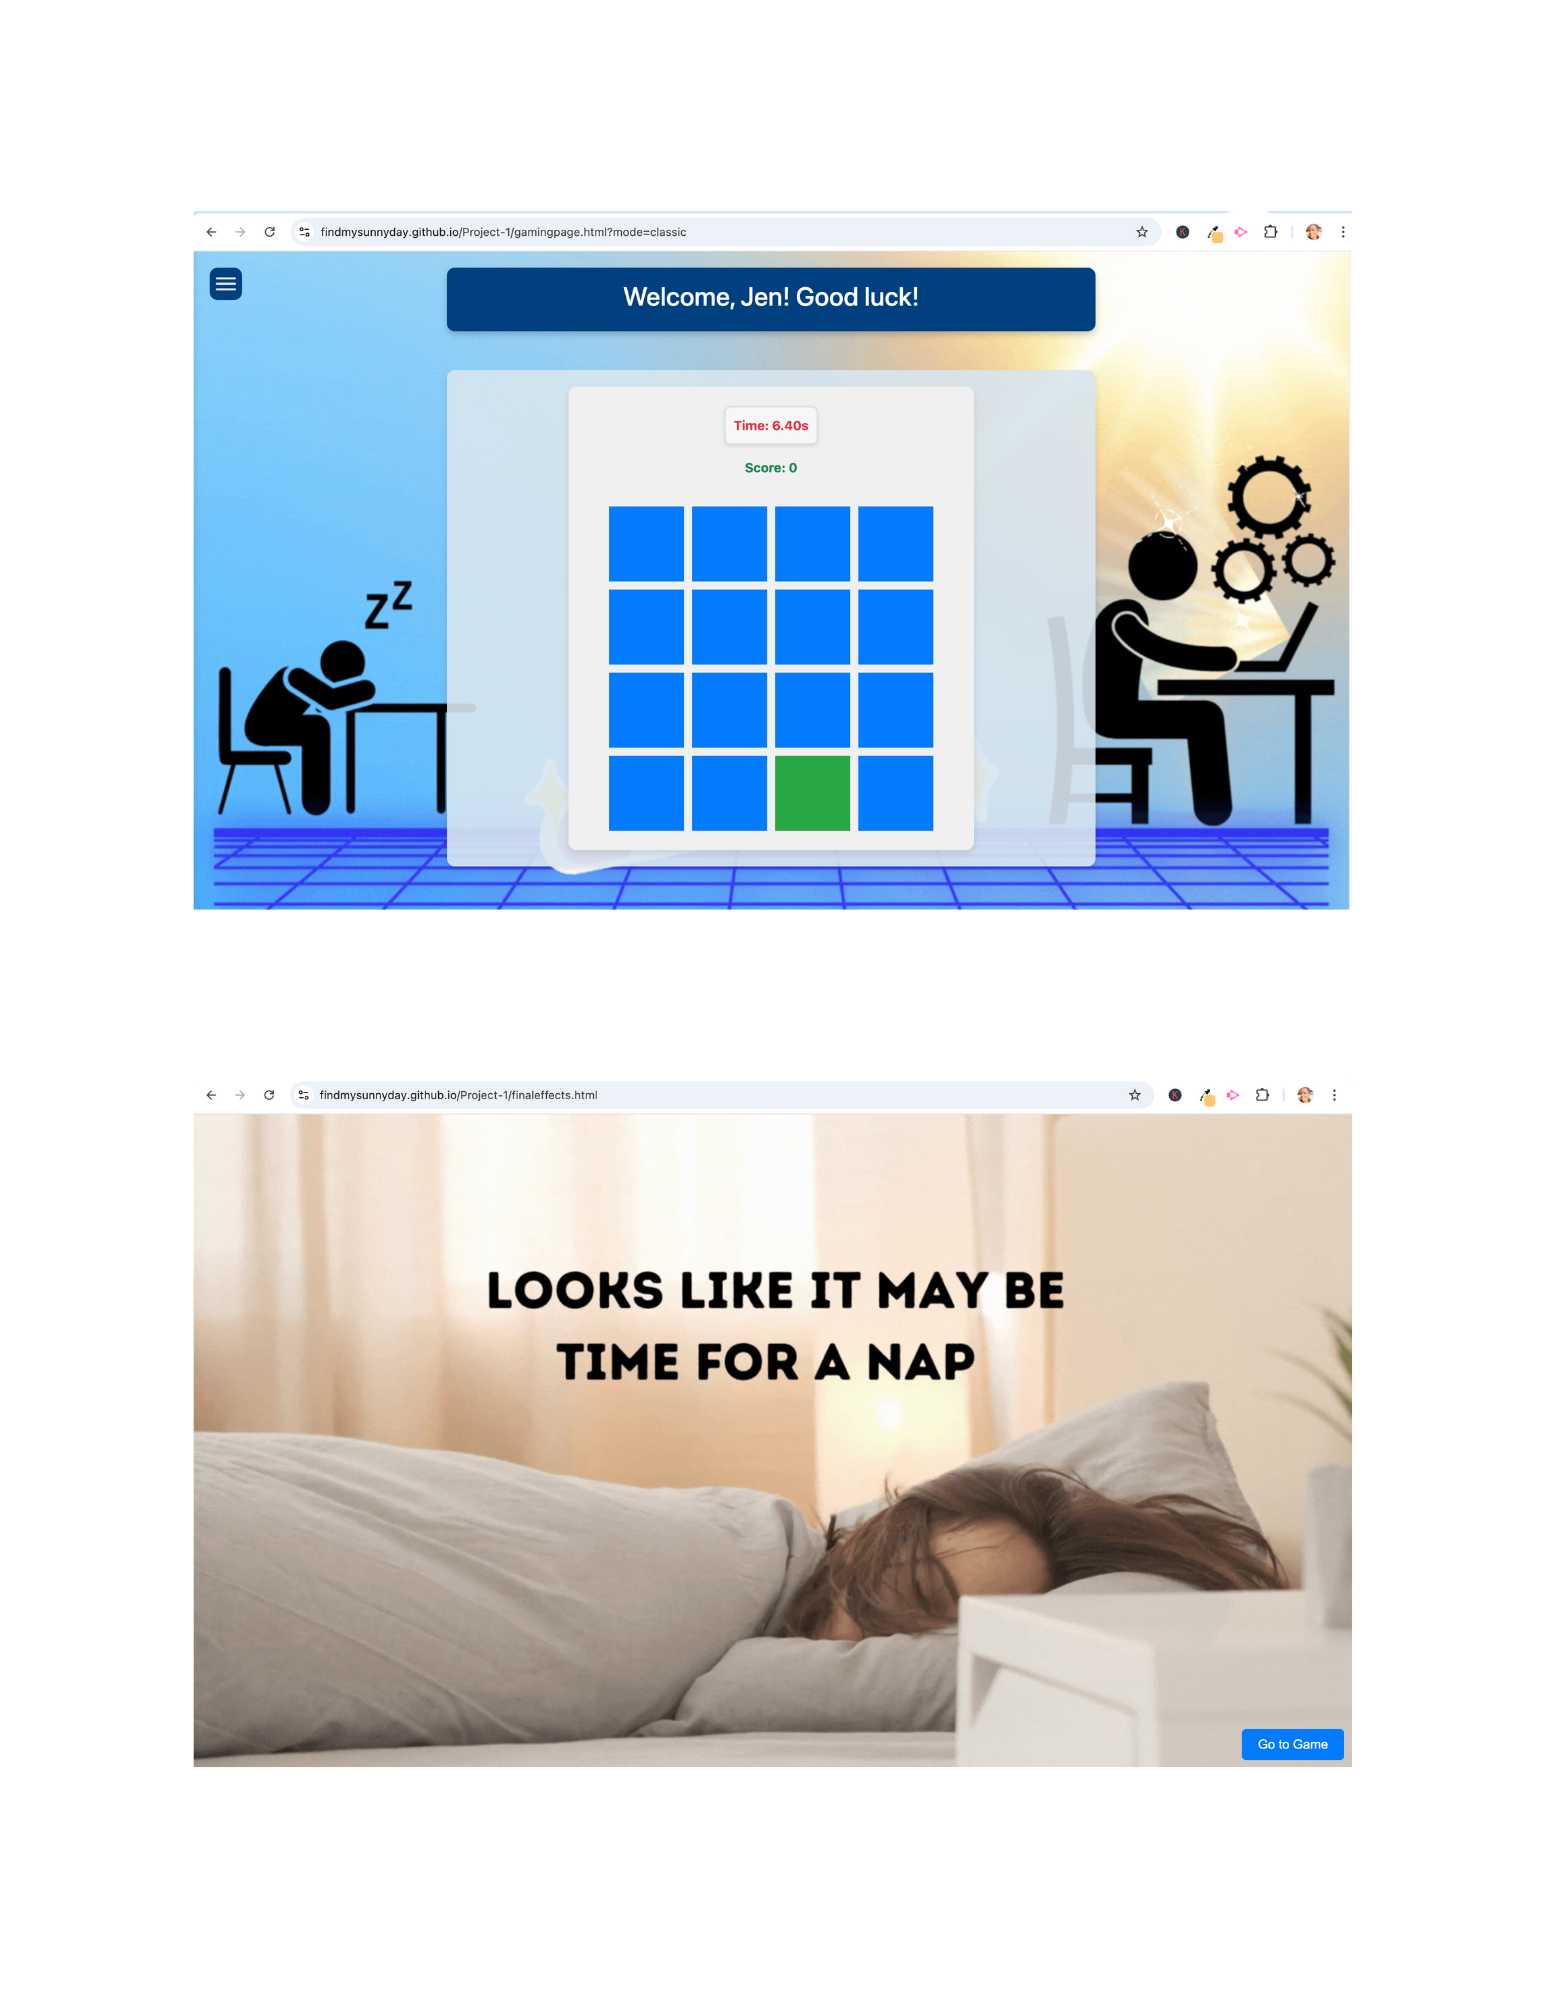 findmysunnyday.github.io/Project-1/gamingpage.html?mode=classic
Welcome, Jen! Good luck!
Time: 6.40s
Score: 0
Z Z
findmysunnyday.github.io/Project-1/finaleffects.html
LOOKS LIKE IT MAY BE
TIME FOR A NAP
Go to Game